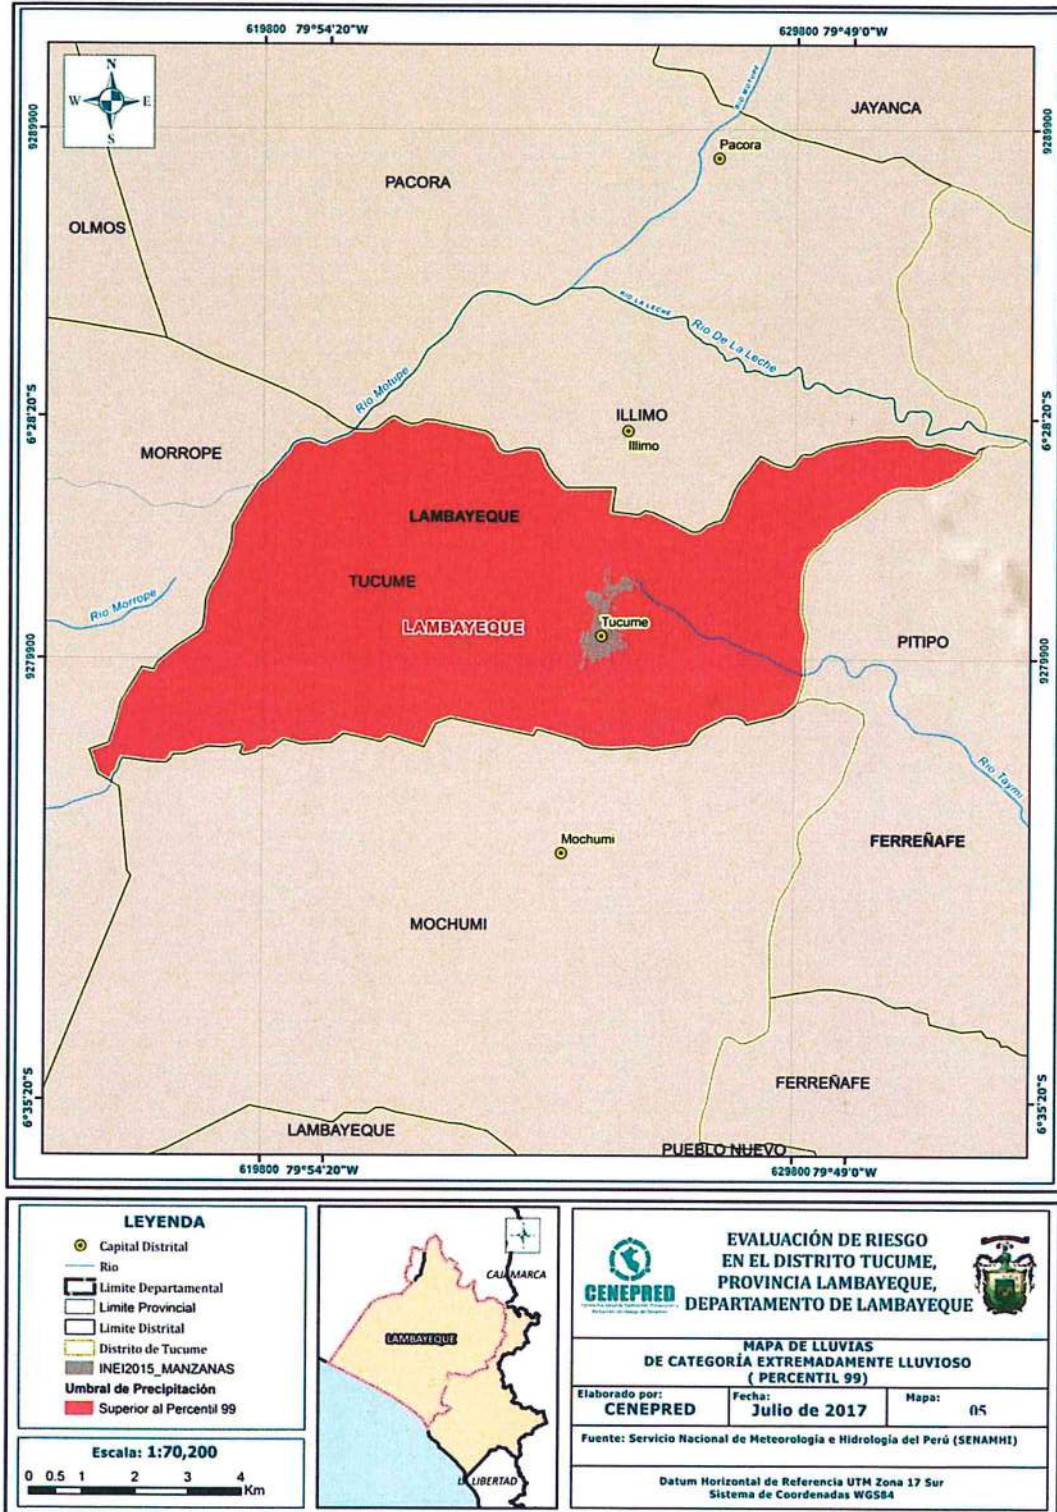 619800 79°54'20"W
629800 79°49'0"W
N
W E
S
9289900
9289900
JAYANCA
RIO MOTUPE
Pacora
PACORA
OLMOS
RIO LA LECHE
Rio De La Leche
Rio Motupe
6°28'20"S
6°28'20"S
ILLIMO
Illimo
MORROPE
LAMBAYEQUE
TUCUME
Rio Morrope
Tucume
LAMBAYEQUE
PITIPO
9279900
9279900
Rio Taymi
Mochumi
FERREÑAFE
MOCHUMI
FERREÑAFE
6°35'20"S
6°35'20"S
LAMBAYEQUE
PUEBLO NUEVO
619800 79°54'20"W
629800 79°49'0"W
LEYENDA
Capital Distrital
Rio
Limite Departamental
Limite Provincial
Limite Distrital
Distrito de Tucume
INEI2015_MANZANAS
Umbral de Precipitación
Superior al Percentil 99
Escala: 1:70,200
0 0.5 1 2 3 4
Km
CAJAMARCA
LAMBAYEQUE
LA LIBERTAD
CENEPRED
EVALUACIÓN DE RIESGO
EN EL DISTRITO TUCUME,
PROVINCIA LAMBAYEQUE,
DEPARTAMENTO DE LAMBAYEQUE
MAPA DE LLUVIAS
DE CATEGORÍA EXTREMADAMENTE LLUVIOSO
( PERCENTIL 99)
Elaborado por:
CENEPRED
Fecha:
Julio de 2017
Mapa:
05
Fuente: Servicio Nacional de Meteorologia e Hidrologia del Perú (SENAMHI)
Datum Horizontal de Referencia UTM Zona 17 Sur
Sistema de Coordenadas WGS84